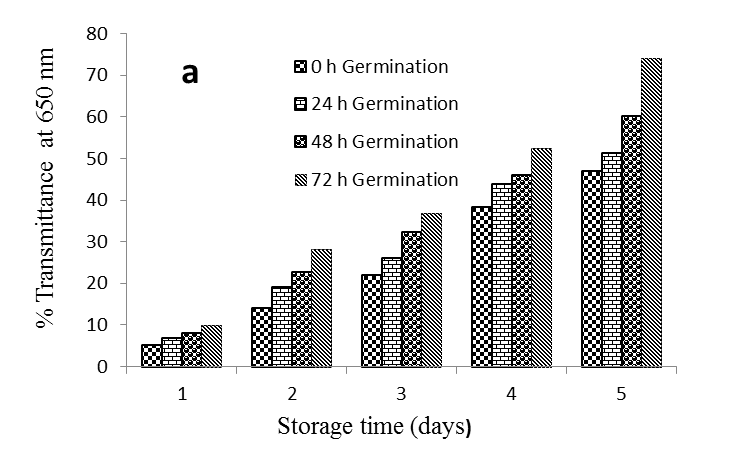 80
70
60
50
40
30
20
10
0
% Transmittance at 650 nm
a
0 h Germination
24 h Germination
48 h Germination
72 h Germination
1 2 3 4 5
Storage time (days)